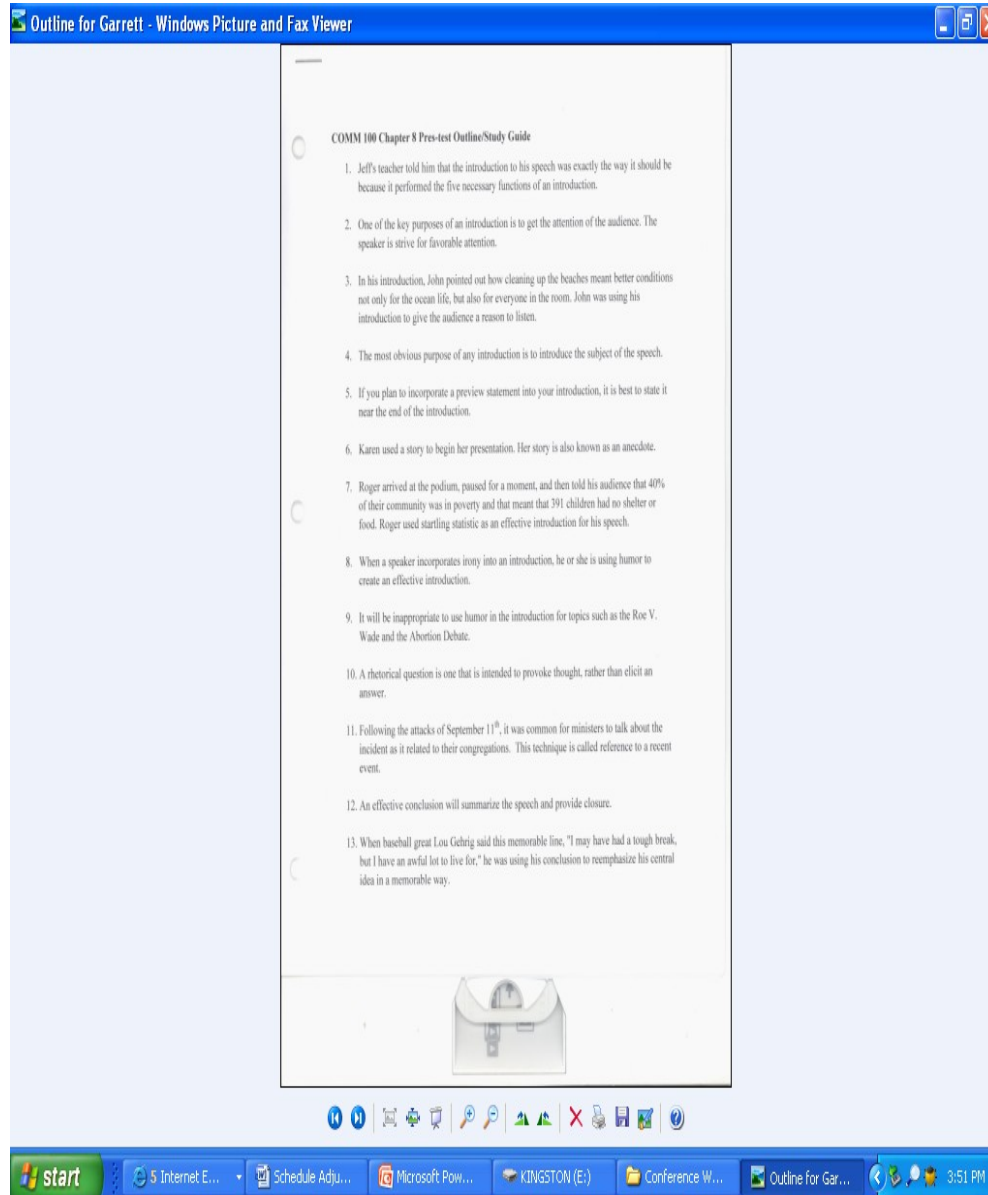 Outline for Garrett - Windows Picture and Fax Viewer
COMM 100 Chapter 8 Pres-test Outline/Study Guide
1. Jeff's teacher told him that the introduction to his speech was exactly the way it should be
because it performed the five necessary functions of an introduction.
2. One of the key purposes of an introduction is to get the attention of the audience. The
speaker is strive for favorable attention.
3. In his introduction, John pointed out how cleaning up the beaches meant better conditions
not only for the ocean life, but also for everyone in the room. John was using his
introduction to give the audience a reason to listen.
4. The most obvious purpose of any introduction is to introduce the subject of the speech.
5. If you plan to incorporate a preview statement into your introduction, it is best to state it
near the end of the introduction.
6. Karen used a story to begin her presentation. Her story is also known as an anecdote.
7. Roger arrived at the podium, paused for a moment, and then told his audience that 40%
of their community was in poverty and that meant that 391 children had no shelter or
food. Roger used startling statistic as an effective introduction for his speech.
8. When a speaker incorporates irony into an introduction, he or she is using humor to
create an effective introduction.
9. It will be inappropriate to use humor in the introduction for topics such as the Roe V.
Wade and the Abortion Debate.
10. A rhetorical question is one that is intended to provoke thought, rather than elicit an
answer.
11. Following the attacks of September 11th, it was common for ministers to talk about the
incident as it related to their congregations. This technique is called reference to a recent
event.
12. An effective conclusion will summarize the speech and provide closure.
13. When baseball great Lou Gehrig said this memorable line, "I may have had a tough break,
but I have an awful lot to live for," he was using his conclusion to reemphasize his central
idea in a memorable way.
start
5 Internet E...
Schedule Adju...
Microsoft Pow...
KINGSTON (E:)
Conference W...
Outline for Gar...
3:51 PM